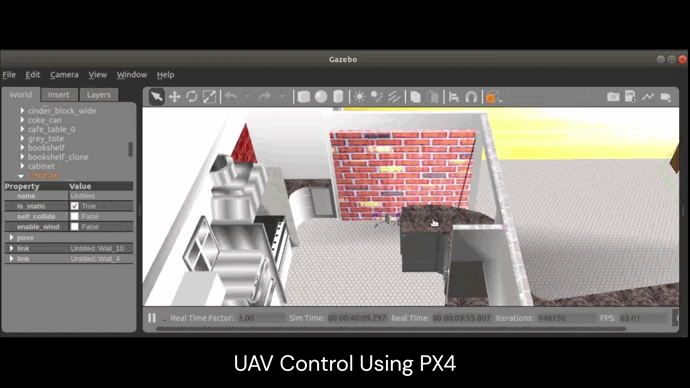 Gazebo
File Edit Camera View Window Help
World Insert Layers
cinder_block_wide
coke_can
cafe_table_0
grey_tote
bookshelf
bookshelf_clone
cabinet
Property Value
name Untitled
is_static True
self_collide False
enable_wind False
pose
link Untitled::Wall_10
link Untitled::Wall_4
Real Time Factor: 1.00 Sim Time: 00 00:40:09.797 Real Time: 00 00:09:55.807 Iterations: 148756 FPS: 63.01
UAV Control Using PX4